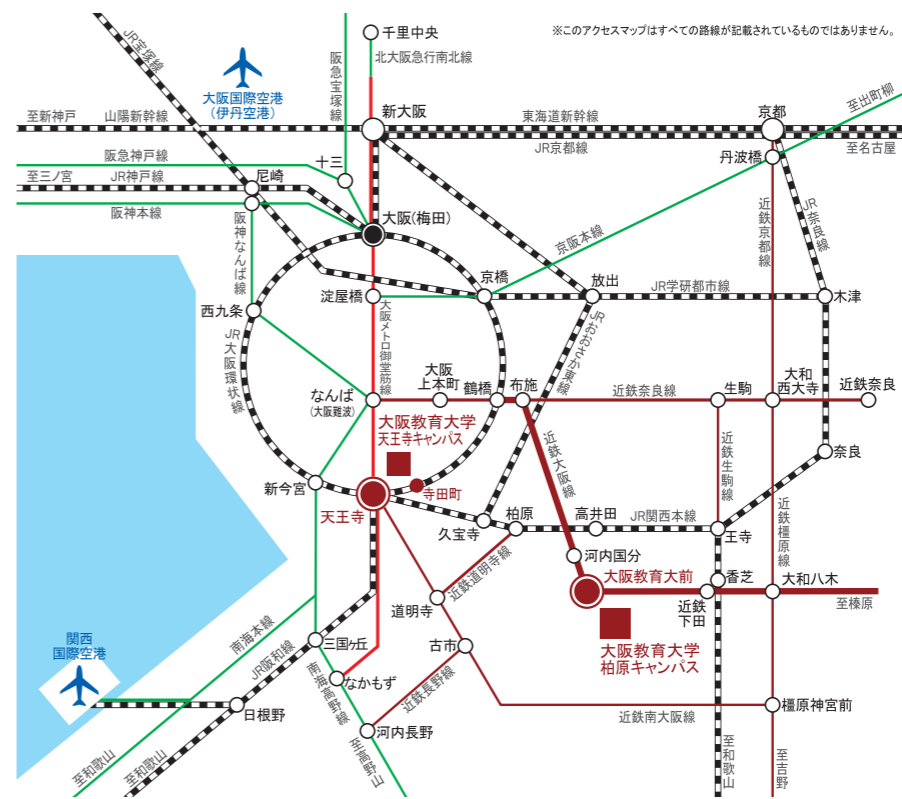 ※このアクセスマップはすべての路線が記載されているものではありません。
千里中央
北大阪急行南北線
JR宝塚線
阪急宝塚線
大阪国際空港
（伊丹空港）
新大阪
京都
至出町柳
至新神戸
山陽新幹線
東海道新幹線
JR京都線
至名古屋
阪急神戸線
十三
丹波橋
至三ノ宮
JR神戸線
尼崎
阪神本線
大阪(梅田)
近鉄京都線
JR奈良線
京阪本線
阪神なんば線
淀屋橋
京橋
放出
JR学研都市線
木津
西九条
JR大阪環状線
大阪メトロ御堂筋線
JRおおさか東線
大阪
上本町
鶴橋
布施
近鉄奈良線
生駒
大和
西大寺
近鉄奈良
なんば
（大阪難波）
大阪教育大学
天王寺キャンパス
近鉄大阪線
近鉄生駒線
奈良
新今宮
寺田町
天王寺
久宝寺
柏原
高井田
JR関西本線
王寺
近鉄橿原線
近鉄道明寺線
河内国分
大阪教育大前
香芝
大和八木
近鉄
下田
至榛原
道明寺
大阪教育大学
柏原キャンパス
関西
国際空港
南海本線
JR阪和線
三国ヶ丘
古市
なかもず
南海高野線
近鉄長野線
日根野
河内長野
近鉄南大阪線
橿原神宮前
至和歌山
至和歌山
至高野山
至和歌山
至吉野